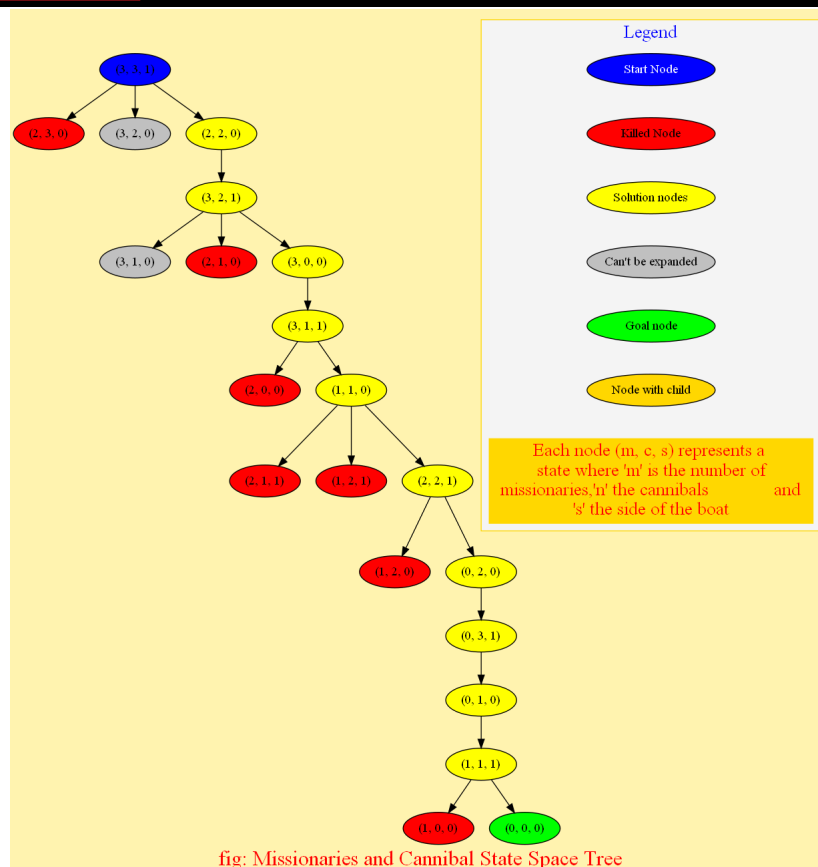 Legend
(3, 3, 1)
Start Node
(2, 3, 0) (3, 2, 0) (2, 2, 0)
Killed Node
(3, 2, 1)
Solution nodes
(3, 1, 0) (2, 1, 0) (3, 0, 0)
Can't be expanded
(3, 1, 1)
Goal node
(2, 0, 0) (1, 1, 0)
Node with child
Each node (m, c, s) represents a
state where 'm' is the number of
missionaries,'n' the cannibals and
's' the side of the boat
(2, 1, 1) (1, 2, 1) (2, 2, 1)
(1, 2, 0) (0, 2, 0)
(0, 3, 1)
(0, 1, 0)
(1, 1, 1)
(1, 0, 0) (0, 0, 0)
fig: Missionaries and Cannibal State Space Tree